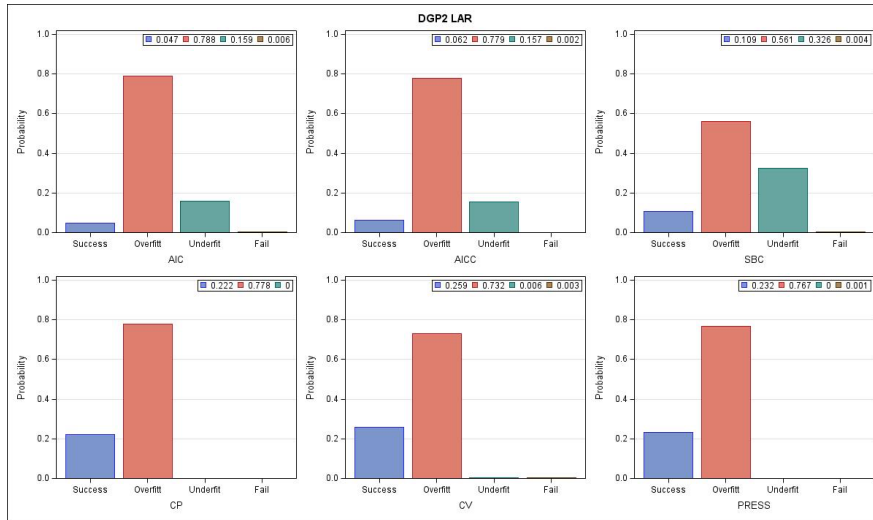 DGP2 LAR
0.047 0.788 0.159 0.006
1.0
0.8
0.6
0.4
0.2
0.0
Probability
Success Overfitt Underfit Fail
AIC
0.062 0.779 0.157 0.002
1.0
0.8
0.6
0.4
0.2
0.0
Probability
Success Overfitt Underfit Fail
AICC
0.109 0.561 0.326 0.004
1.0
0.8
0.6
0.4
0.2
0.0
Probability
Success Overfitt Underfit Fail
SBC
0.222 0.778 0
1.0
0.8
0.6
0.4
0.2
0.0
Probability
Success Overfitt Underfit Fail
CP
0.259 0.732 0.006 0.003
1.0
0.8
0.6
0.4
0.2
0.0
Probability
Success Overfitt Underfit Fail
CV
0.232 0.767 0 0.001
1.0
0.8
0.6
0.4
0.2
0.0
Probability
Success Overfitt Underfit Fail
PRESS